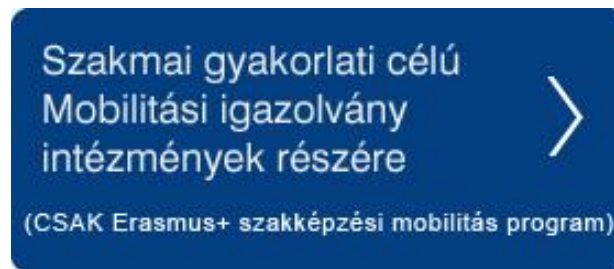 Szakmai gyakorlati célú
Mobilitási igazolvány
intézmények részére
(CSAK Erasmus+ szakképzési mobilitás program)